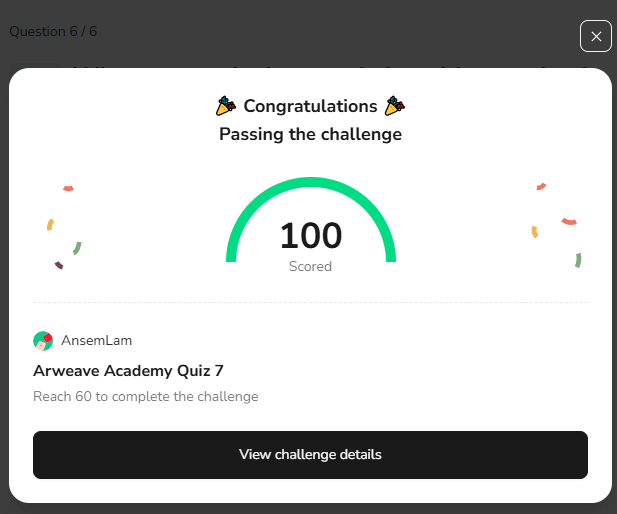 Question 6 / 6
Congratulations
Passing the challenge
100
Scored
AnsemLam
Arweave Academy Quiz 7
Reach 60 to complete the challenge
View challenge details